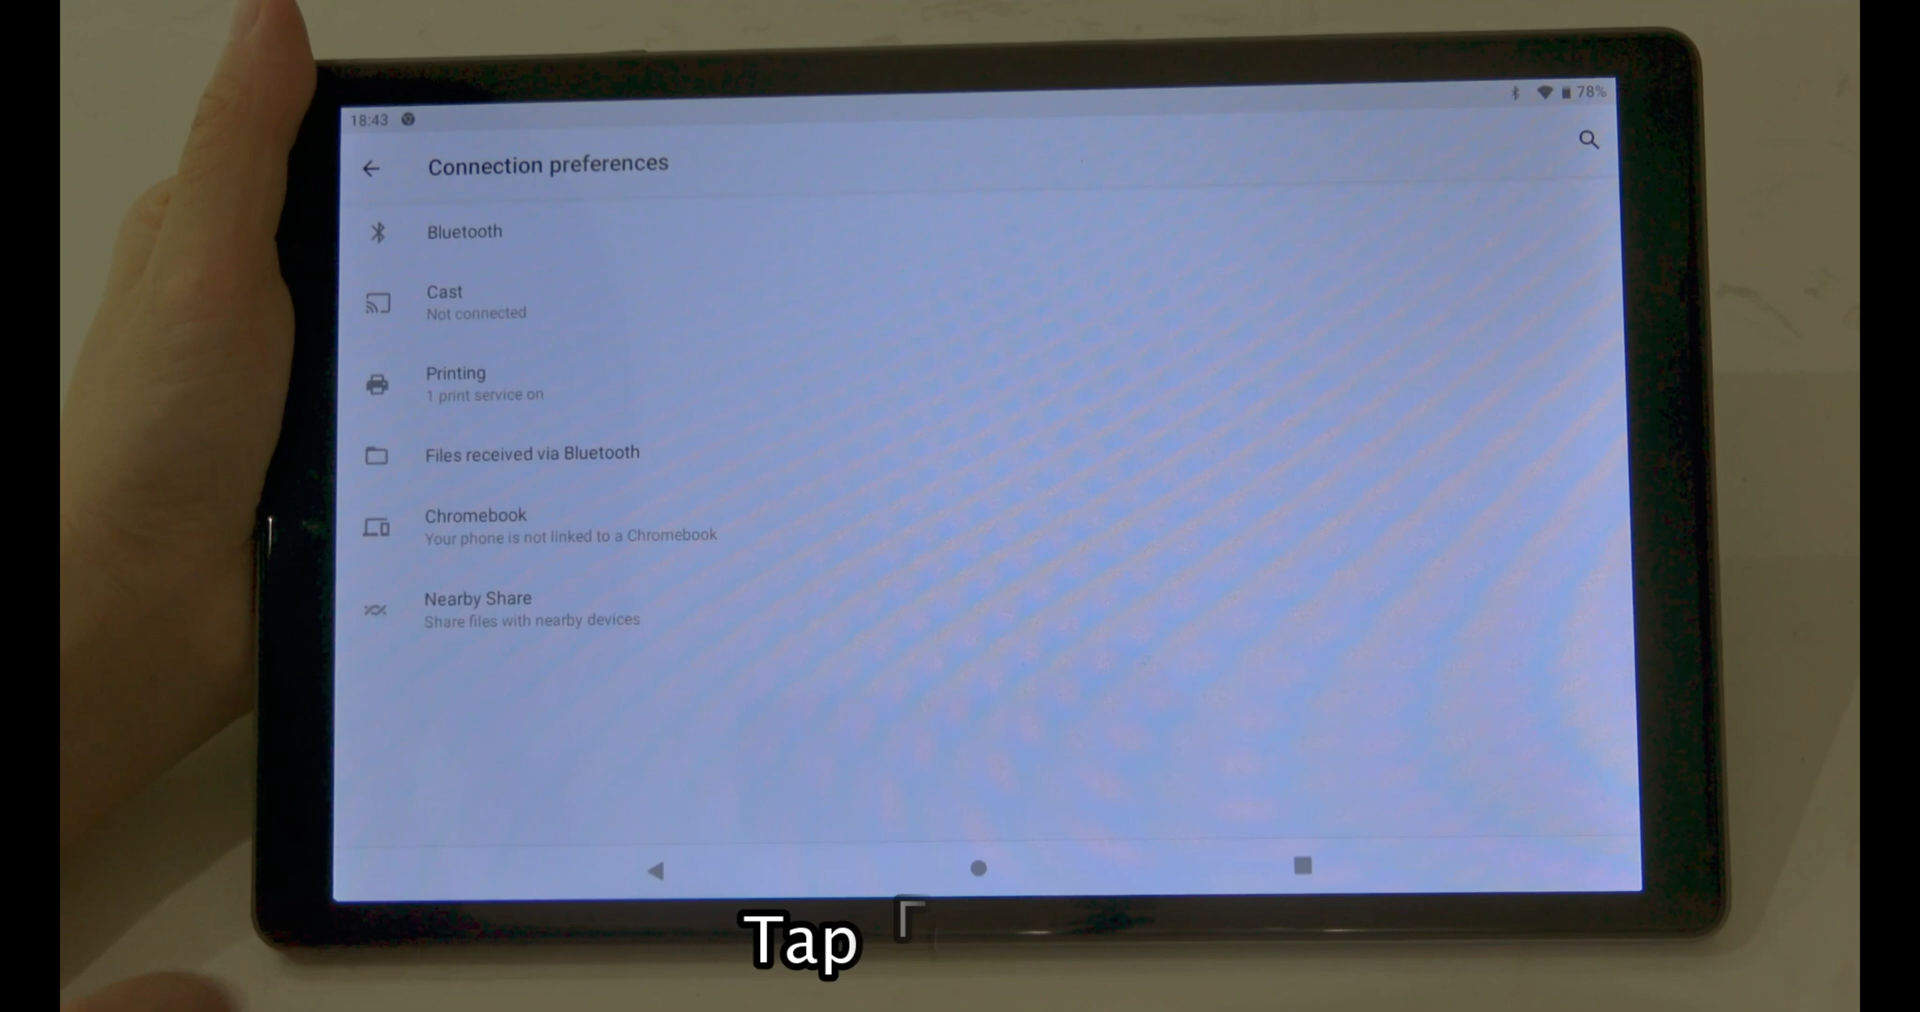 18:43
78%
Connection preferences
Bluetooth
Cast
Not connected
Printing
1 print service on
Files received via Bluetooth
Chromebook
Your phone is not linked to a Chromebook
Nearby Share
Share files with nearby devices
Tap「